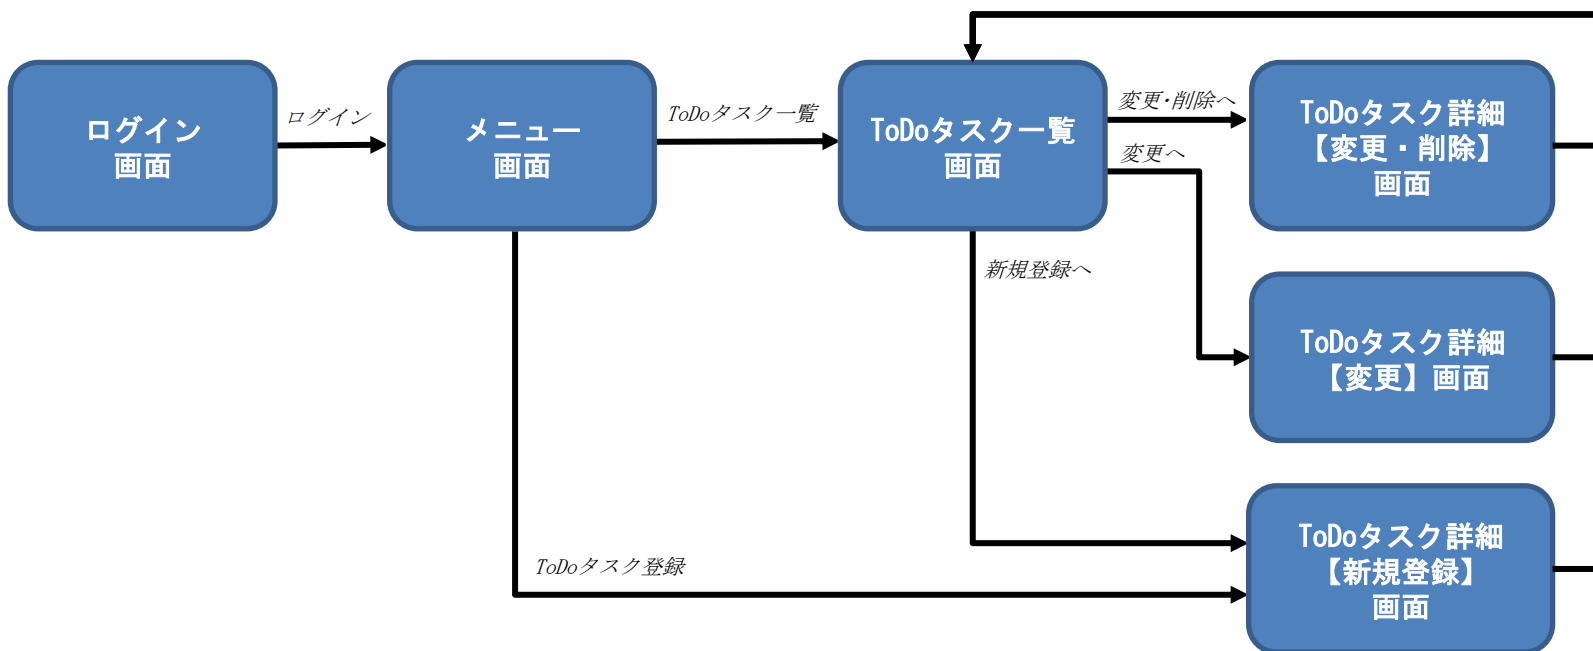 ログイン
画面
ログイン
メニュー
画面
ToDoタスク一覧
ToDoタスク一覧
画面
変更・削除へ
変更へ
新規登録へ
ToDoタスク詳細
【変更・削除】
画面
ToDoタスク詳細
【変更】画面
ToDoタスク登録
ToDoタスク詳細
【新規登録】
画面